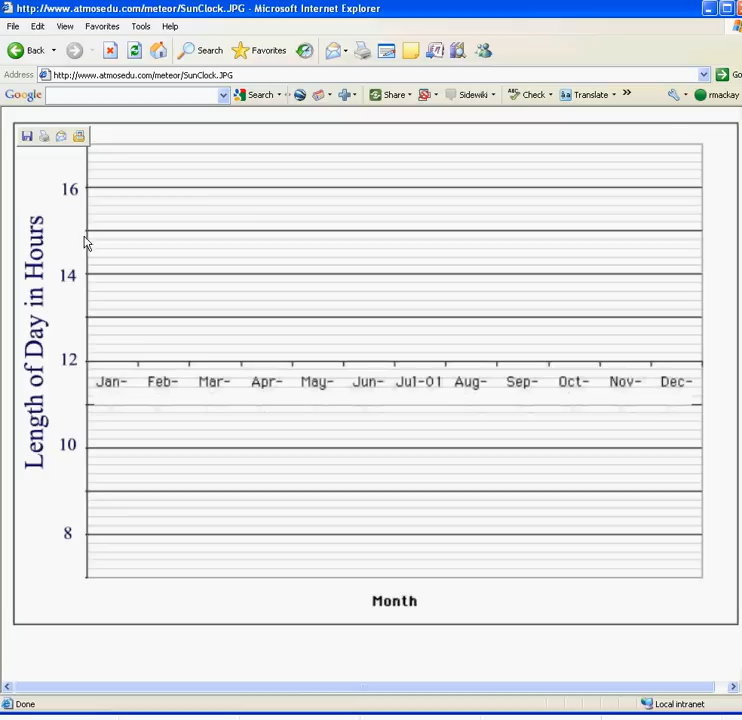 http://www.atmosedu.com/meteor/SunClock.JPG - Microsoft Internet Explorer
File Edit View Favorites Tools Help
Back Search Favorites
Address http://www.atmosedu.com/meteor/SunClock.JPG Go
Google Search Share Sidewiki Check Translate rmackay
Length of Day in Hours
16
14
12
Jan- Feb- Mar- Apr- May- Jun- Jul-01 Aug- Sep- Oct- Nov- Dec-
10
8
Month
Done Local intranet